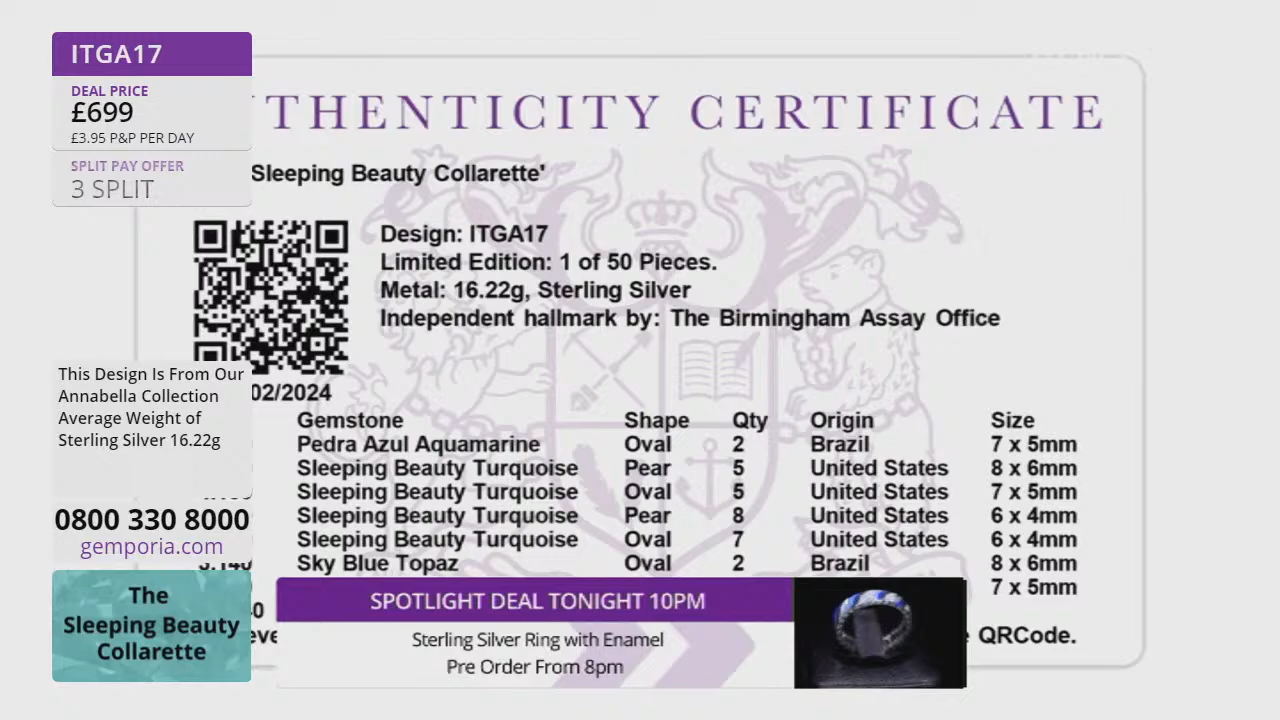 ITGA17
DEAL PRICE
£699
£3.95 P&P PER DAY
SPLIT PAY OFFER
3 SPLIT
THENTICITY CERTIFICATE
Sleeping Beauty Collarette'
Design: ITGA17
Limited Edition: 1 of 50 Pieces.
Metal: 16.22g, Sterling Silver
Independent hallmark by: The Birmingham Assay Office
02/2024
This Design Is From Our
Annabella Collection
Average Weight of
Sterling Silver 16.22g
Gemstone Shape Qty Origin Size
Pedra Azul Aquamarine Oval 2 Brazil 7 x 5mm
Sleeping Beauty Turquoise Pear 5 United States 8 x 6mm
Sleeping Beauty Turquoise Oval 5 United States 7 x 5mm
Sleeping Beauty Turquoise Pear 8 United States 6 x 4mm
Sleeping Beauty Turquoise Oval 7 United States 6 x 4mm
Sky Blue Topaz Oval 2 Brazil 8 x 6mm
7 x 5mm
QRCode.
0800 330 8000
gemporia.com
The
Sleeping Beauty
Collarette
SPOTLIGHT DEAL TONIGHT 10PM
Sterling Silver Ring with Enamel
Pre Order From 8pm